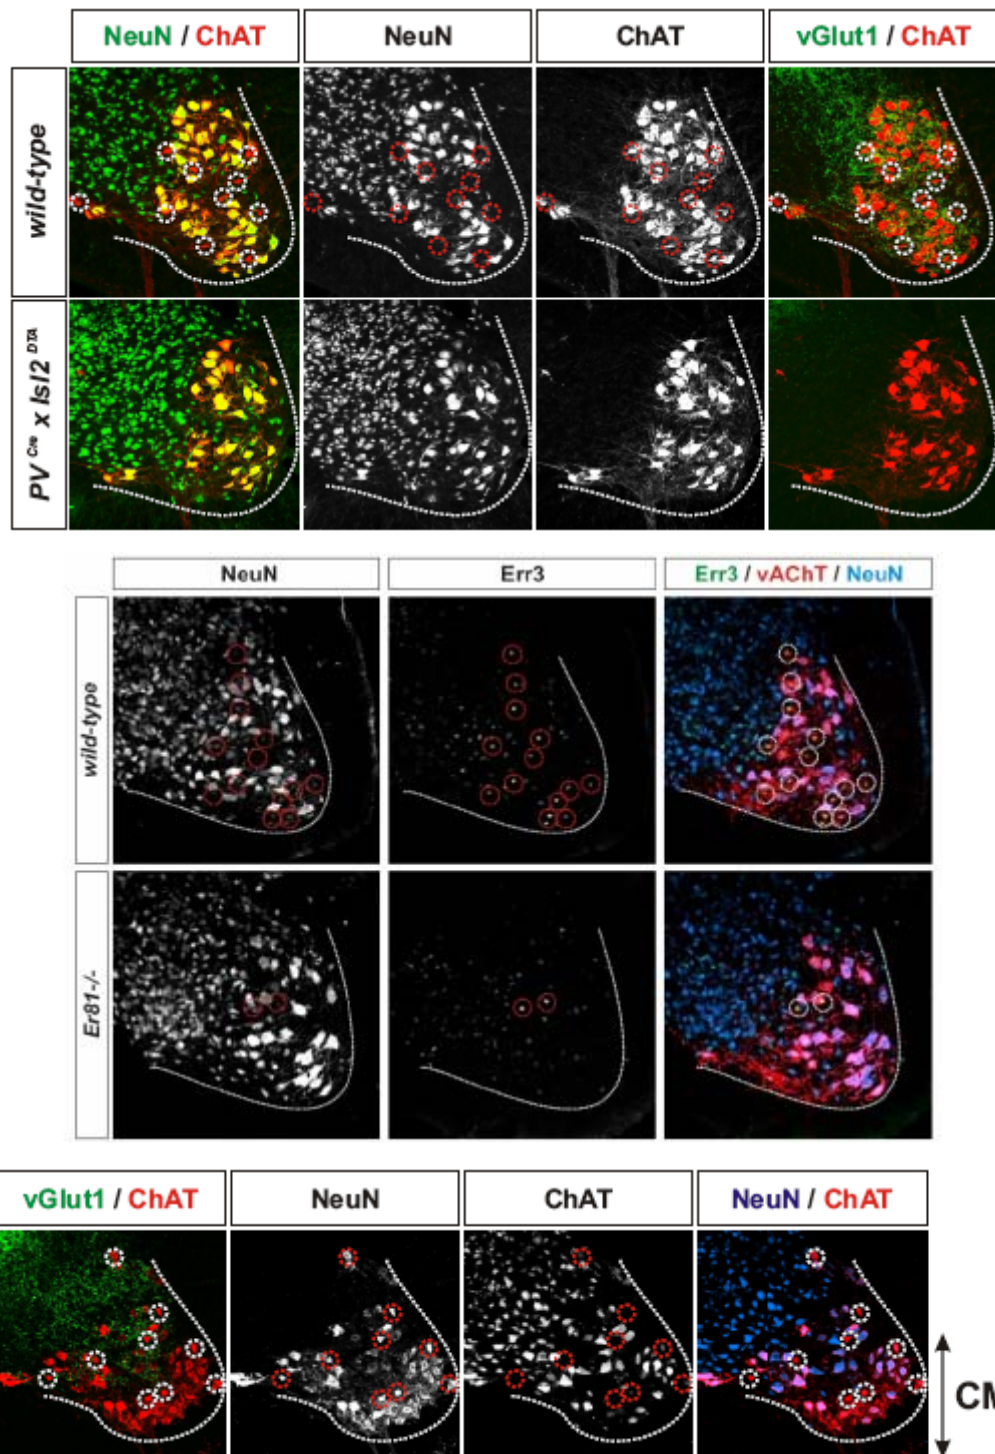 NeuN / ChAT NeuN ChAT vGlut1 / ChAT
wild-type
PV Cre x Isl2 DTA
NeuN Err3 Err3 / vAChT / NeuN
wild-type
Er81-/-
vGlut1 / ChAT NeuN ChAT NeuN / ChAT
CM